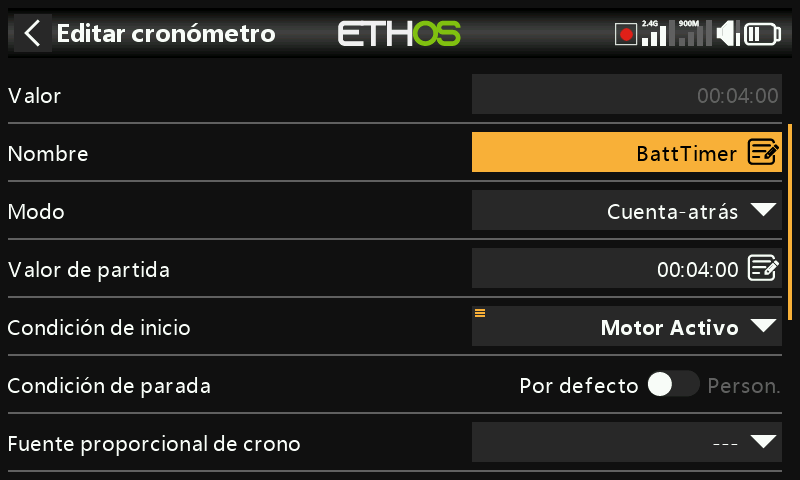 Editar cronómetro
ETHOS
2.4G
900M
Valor
00:04:00
Nombre
BattTimer
Modo
Cuenta-atrás
Valor de partida
00:04:00
Condición de inicio
Motor Activo
Condición de parada
Por defecto
Person.
Fuente proporcional de crono
---